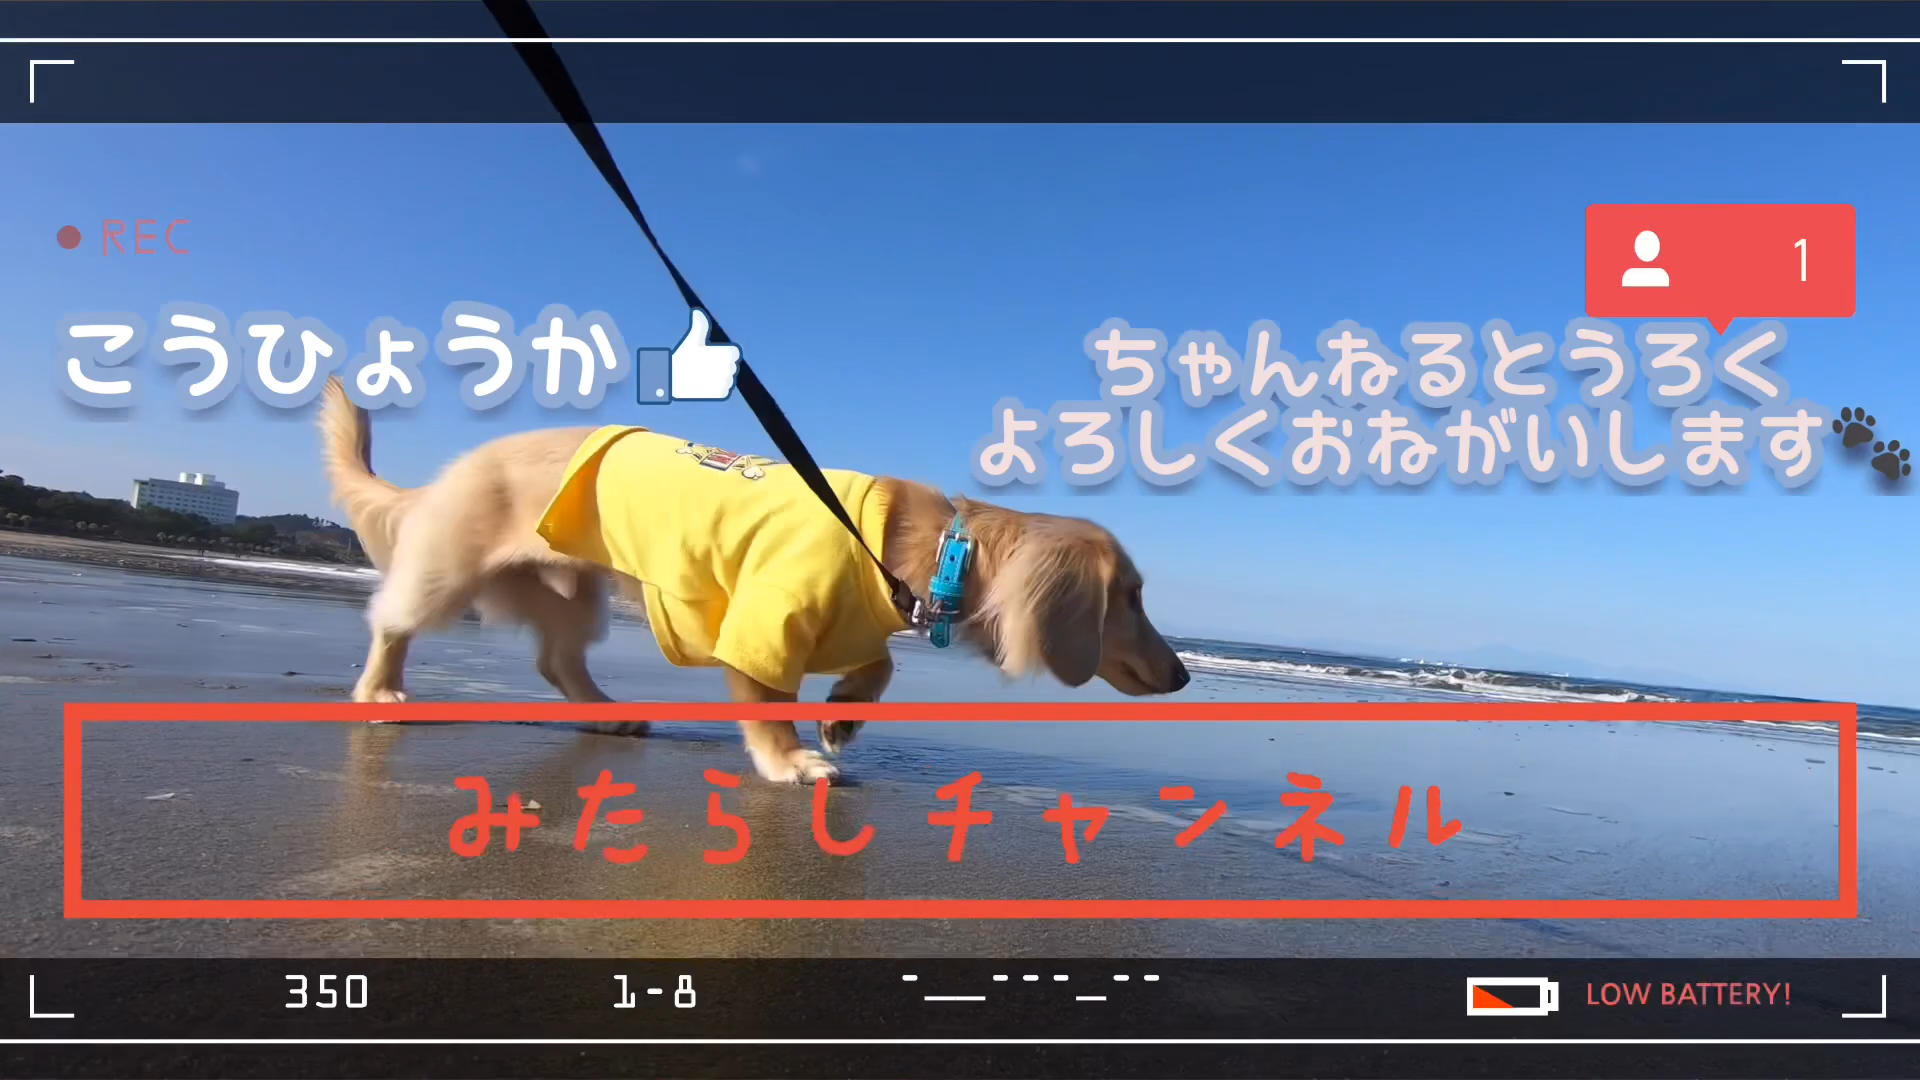 REC
1
こうひょうか
ちゃんねるとうろく
よろしくおねがいします
みたらしチャンネル
350 1-8 LOW BATTERY!